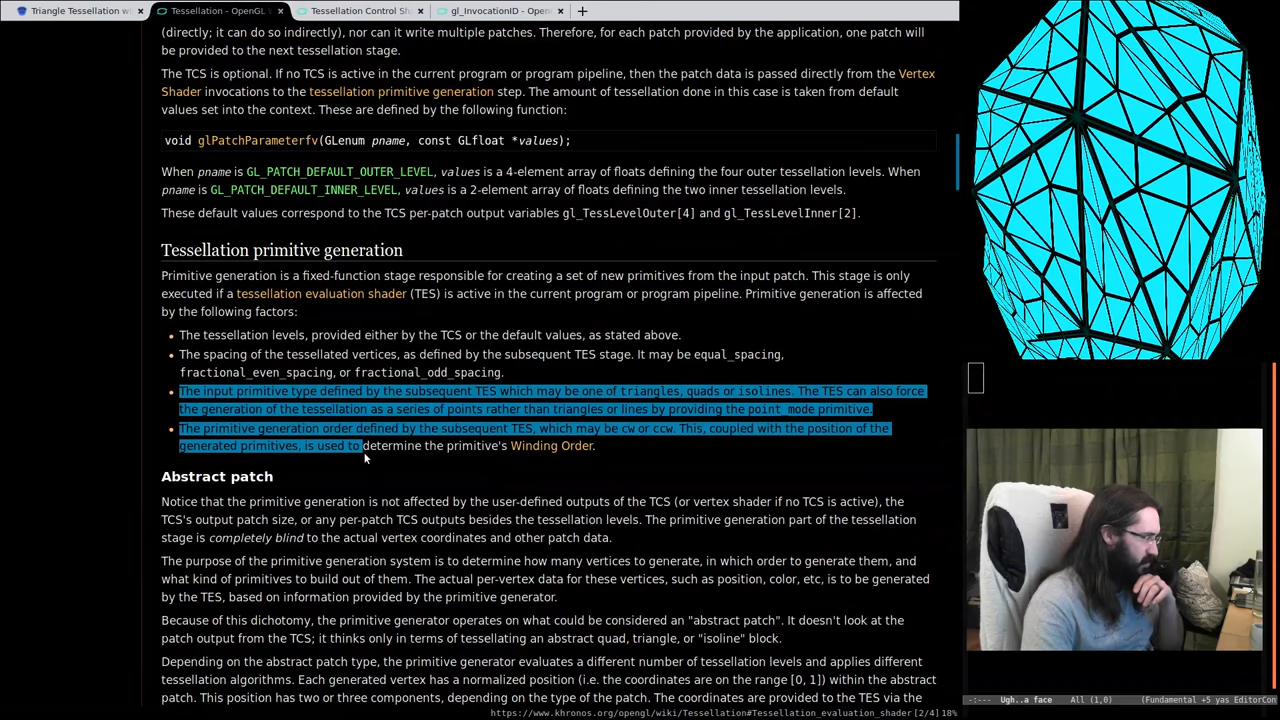 Triangle Tessellation w
Tessellation - OpenGL
Tessellation Control Sh
gl_InvocationID - Open
(directly; it can do so indirectly), nor can it write multiple patches. Therefore, for each patch provided by the application, one patch will
be provided to the next tessellation stage.
The TCS is optional. If no TCS is active in the current program or program pipeline, then the patch data is passed directly from the Vertex
Shader invocations to the tessellation primitive generation step. The amount of tessellation done in this case is taken from default
values set into the context. These are defined by the following function:
void glPatchParameterfv(GLenum pname, const GLfloat *values);
When pname is GL_PATCH_DEFAULT_OUTER_LEVEL, values is a 4-element array of floats defining the four outer tessellation levels. When
pname is GL_PATCH_DEFAULT_INNER_LEVEL, values is a 2-element array of floats defining the two inner tessellation levels.
These default values correspond to the TCS per-patch output variables gl_TessLevelOuter[4] and gl_TessLevelInner[2].
Tessellation primitive generation
Primitive generation is a fixed-function stage responsible for creating a set of new primitives from the input patch. This stage is only
executed if a tessellation evaluation shader (TES) is active in the current program or program pipeline. Primitive generation is affected
by the following factors:
• The tessellation levels, provided either by the TCS or the default values, as stated above.
• The spacing of the tessellated vertices, as defined by the subsequent TES stage. It may be equal_spacing,
fractional_even_spacing, or fractional_odd_spacing.
• The input primitive type defined by the subsequent TES which may be one of triangles, quads or isolines. The TES can also force
the generation of the tessellation as a series of points rather than triangles or lines by providing the point_mode primitive.
• The primitive generation order defined by the subsequent TES, which may be cw or ccw. This, coupled with the position of the
generated primitives, is used to determine the primitive's Winding Order.
Abstract patch
Notice that the primitive generation is not affected by the user-defined outputs of the TCS (or vertex shader if no TCS is active), the
TCS's output patch size, or any per-patch TCS outputs besides the tessellation levels. The primitive generation part of the tessellation
stage is completely blind to the actual vertex coordinates and other patch data.
The purpose of the primitive generation system is to determine how many vertices to generate, in which order to generate them, and
what kind of primitives to build out of them. The actual per-vertex data for these vertices, such as position, color, etc, is to be generated
by the TES, based on information provided by the primitive generator.
Because of this dichotomy, the primitive generator operates on what could be considered an "abstract patch". It doesn't look at the
patch output from the TCS; it thinks only in terms of tessellating an abstract quad, triangle, or "isoline" block.
Depending on the abstract patch type, the primitive generator evaluates a different number of tessellation levels and applies different
tessellation algorithms. Each generated vertex has a normalized position (i.e. the coordinates are on the range [0, 1]) within the abstract
patch. This position has two or three components, depending on the type of the patch. The coordinates are provided to the TES via the
https://www.khronos.org/opengl/wiki/Tessellation#Tessellation_evaluation_shader [2/4] 18%
-:--- Ugh..a face All (1,0) (Fundamental +5 yas EditorCon